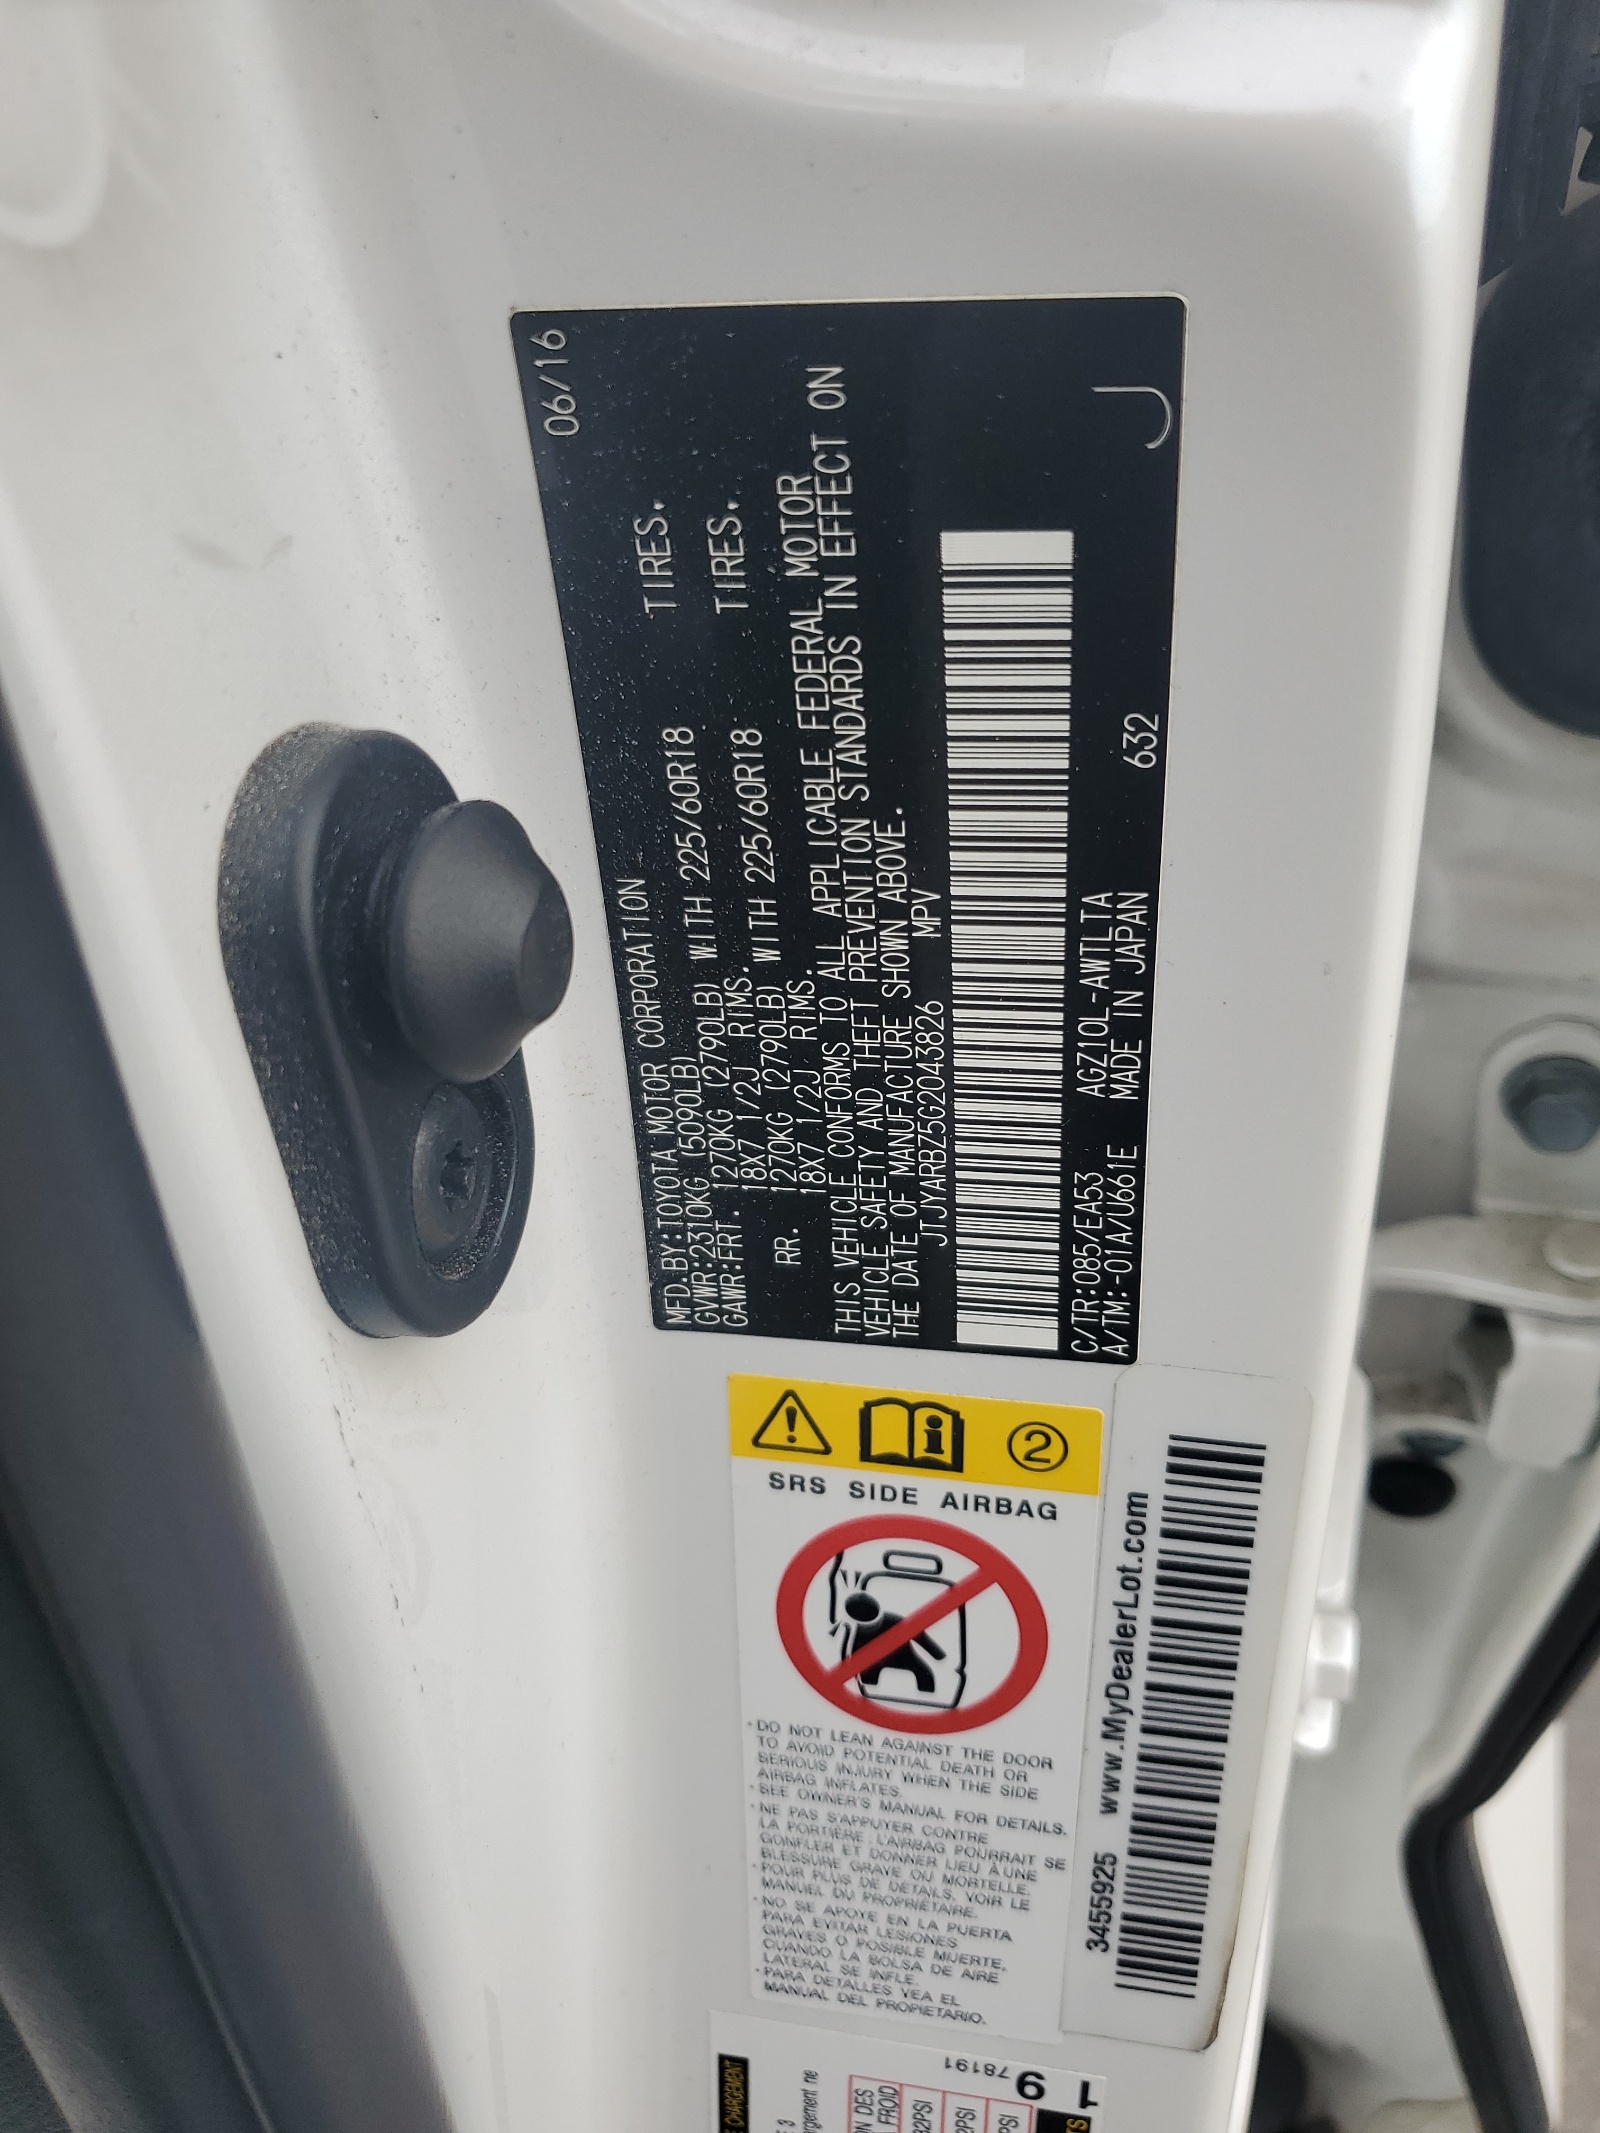 06/16
MFD.BY:TOYOTA MOTOR CORPORATION
GVWR:2310KG (5090LB)
GAWR:FRT. 1270KG (2790LB) WITH 225/60R18 TIRES.
18X7 1/2J RIMS.
RR. 1270KG (2790LB) WITH 225/60R18 TIRES.
18X7 1/2J RIMS.
THIS VEHICLE CONFORMS TO ALL APPLICABLE FEDERAL MOTOR
VEHICLE SAFETY AND THEFT PREVENTION STANDARDS IN EFFECT ON
THE DATE OF MANUFACTURE SHOWN ABOVE.
JTJYARBZ5G2043826 MPV
C/TR:085/EA53 AGZ10L-AWTLTA
A/TM:-01A/U661E MADE IN JAPAN 632
J
2
SRS SIDE AIRBAG
・DO NOT LEAN AGAINST THE DOOR
TO AVOID POTENTIAL DEATH OR
SERIOUS INJURY WHEN THE SIDE
AIRBAG INFLATES.
・SEE OWNER'S MANUAL FOR DETAILS.
・NE PAS S'APPUYER CONTRE
LA PORTIÈRE. L'AIRBAG POURRAIT SE
GONFLER ET DONNER LIEU À UNE
BLESSURE GRAVE OU MORTELLE.
・POUR PLUS DE DÉTAILS, VOIR LE
MANUEL DU PROPRIÉTAIRE.
・NO SE APOYE EN LA PUERTA
PARA EVITAR LESIONES
GRAVES O POSIBLE MUERTE,
CUANDO LA BOLSA DE AIRE
LATERAL SE INFLE.
・PARA DETALLES VEA EL
MANUAL DEL PROPIETARIO.
3455925 www.MyDealerLot.com
78191
9
CHARGEMENT